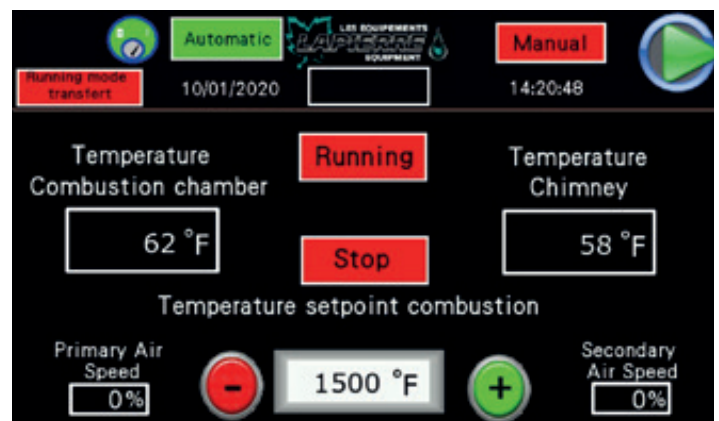 Automatic
LES EQUIPEMENTS
LAPIERRE
EQUIPMENT
Manual
Running mode
transfert
10/01/2020
14:20:48
Temperature
Combustion chamber
Running
Temperature
Chimney
62 °F
Stop
58 °F
Temperature setpoint combustion
Primary Air
Speed
0%
-
1500 °F
+
Secondary
Air Speed
0%